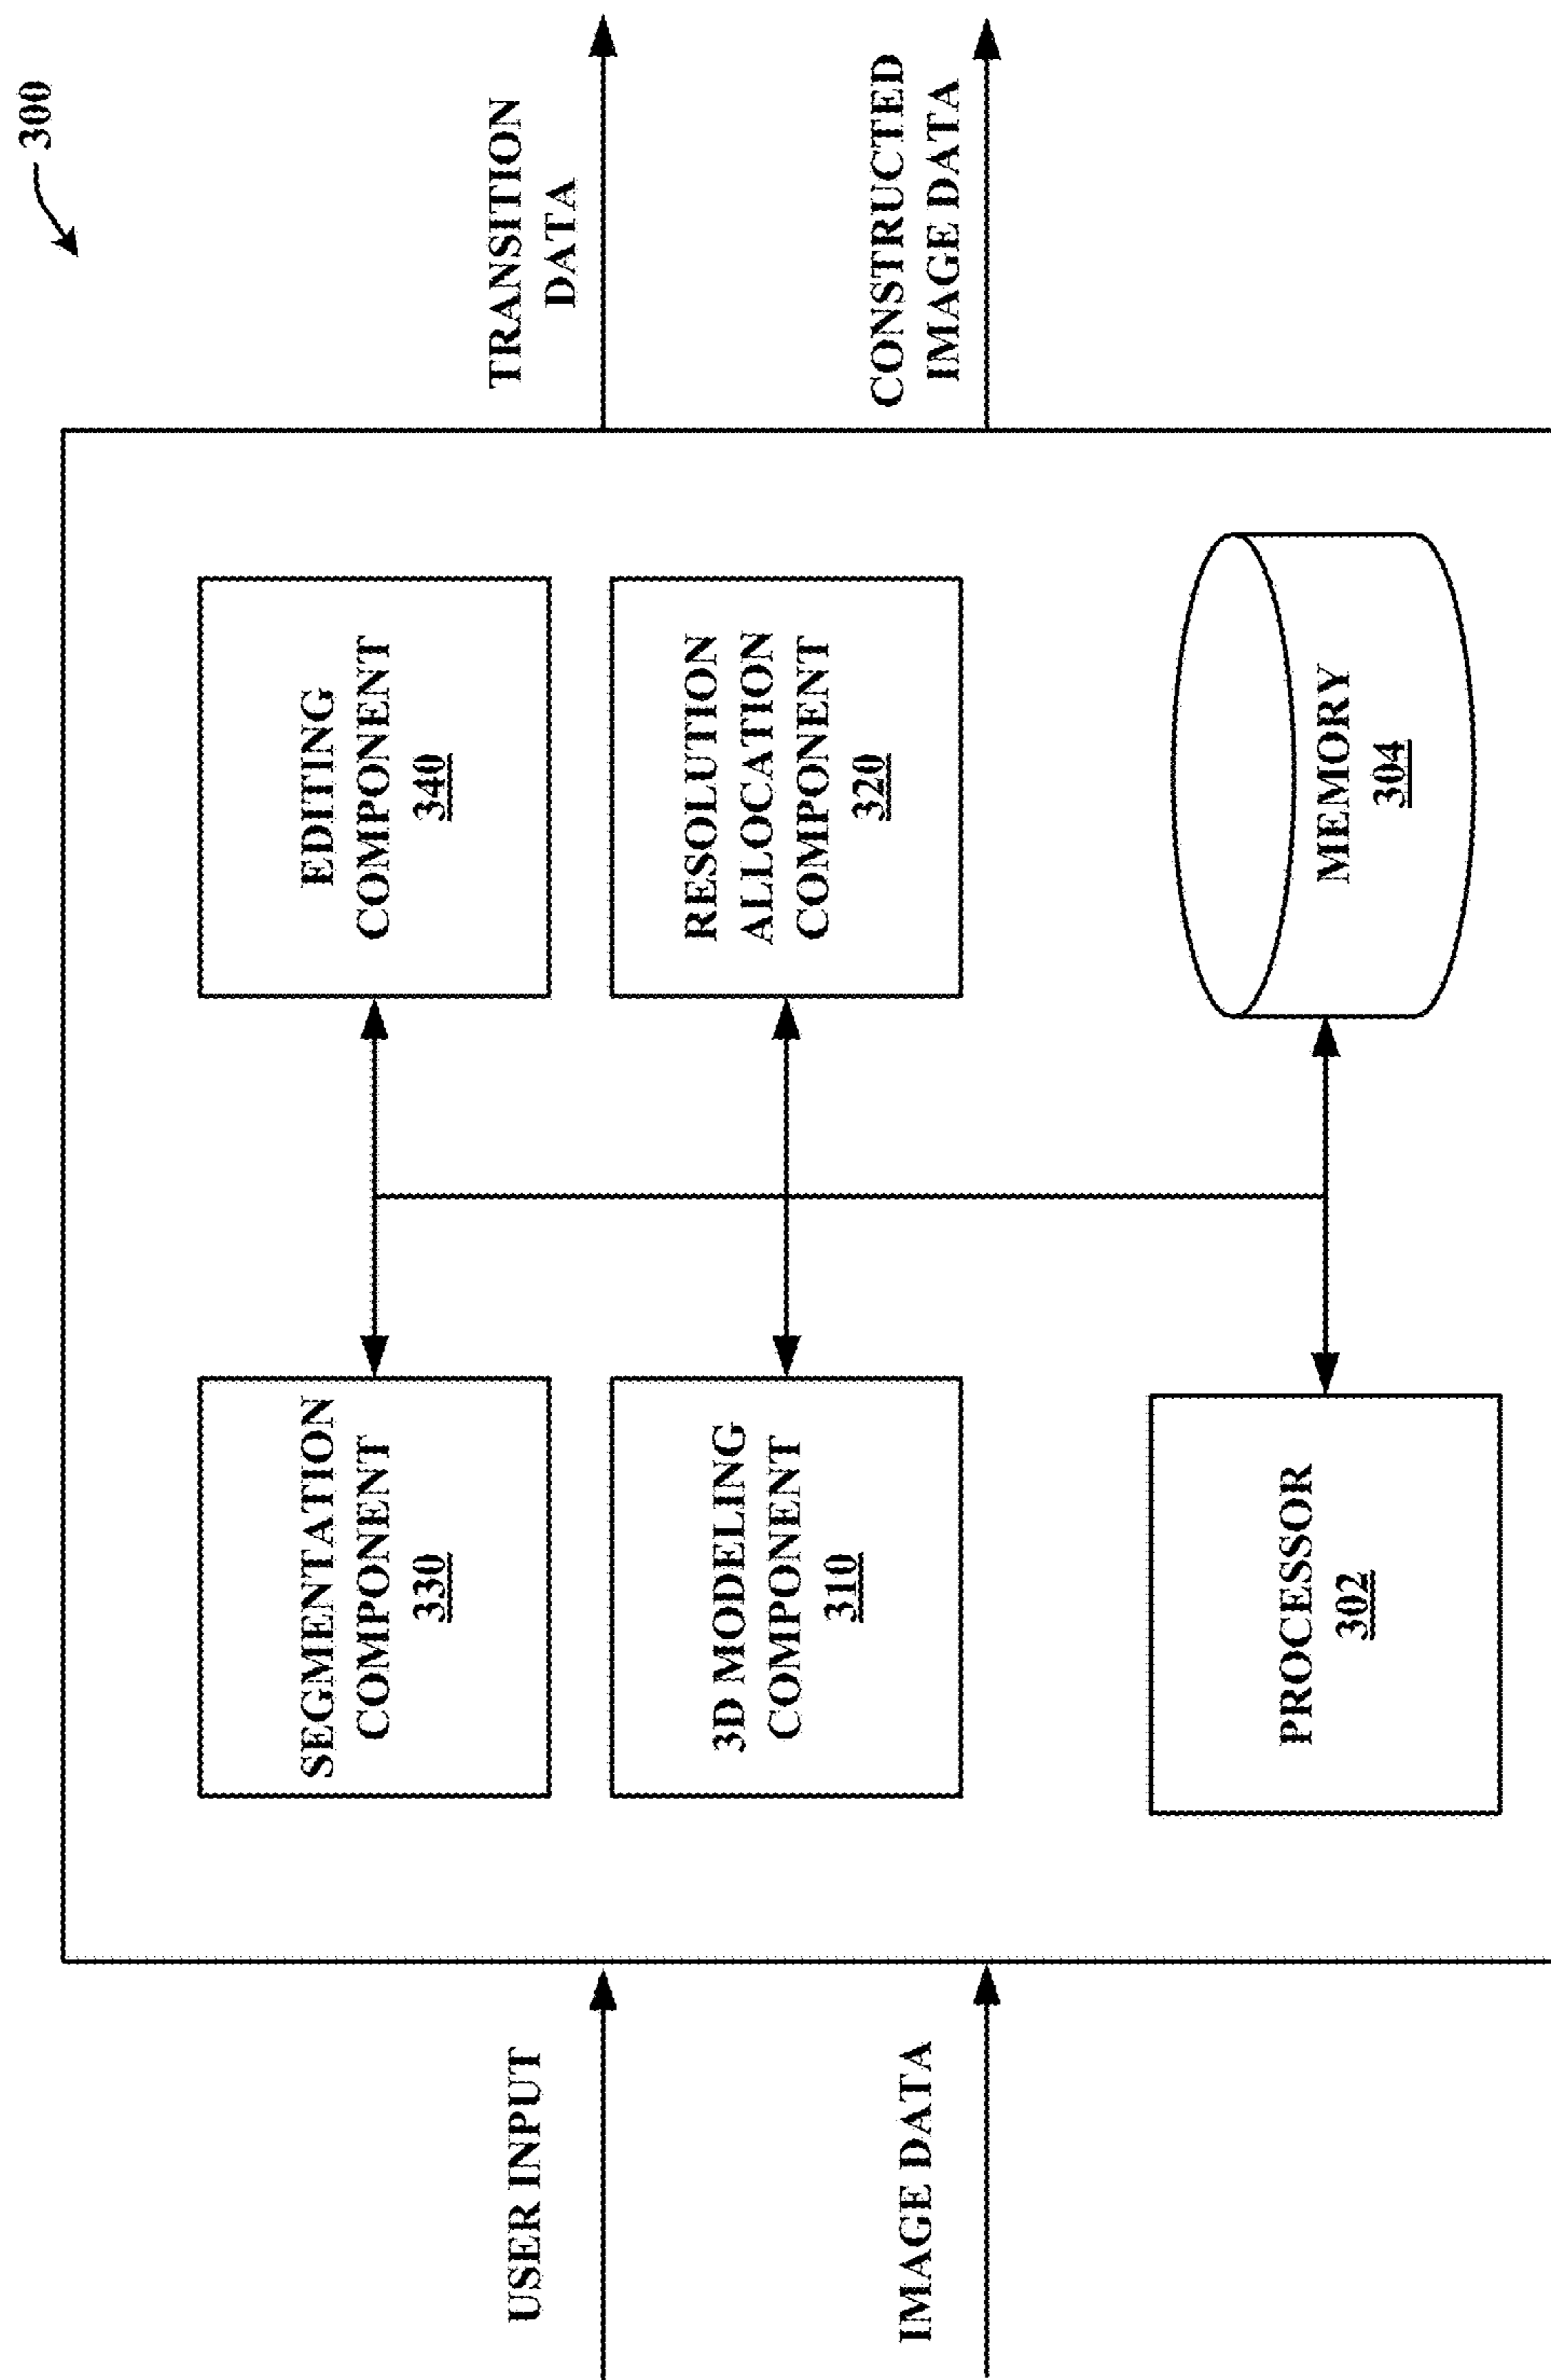 300
USER INPUT
IMAGE DATA
SEGMENTATION
COMPONENT
330
EDITING
COMPONENT
340
3D MODELING
COMPONENT
310
RESOLUTION
ALLOCATION
COMPONENT
320
PROCESSOR
302
MEMORY
304
TRANSITION
DATA
CONSTRUCTED
IMAGE DATA